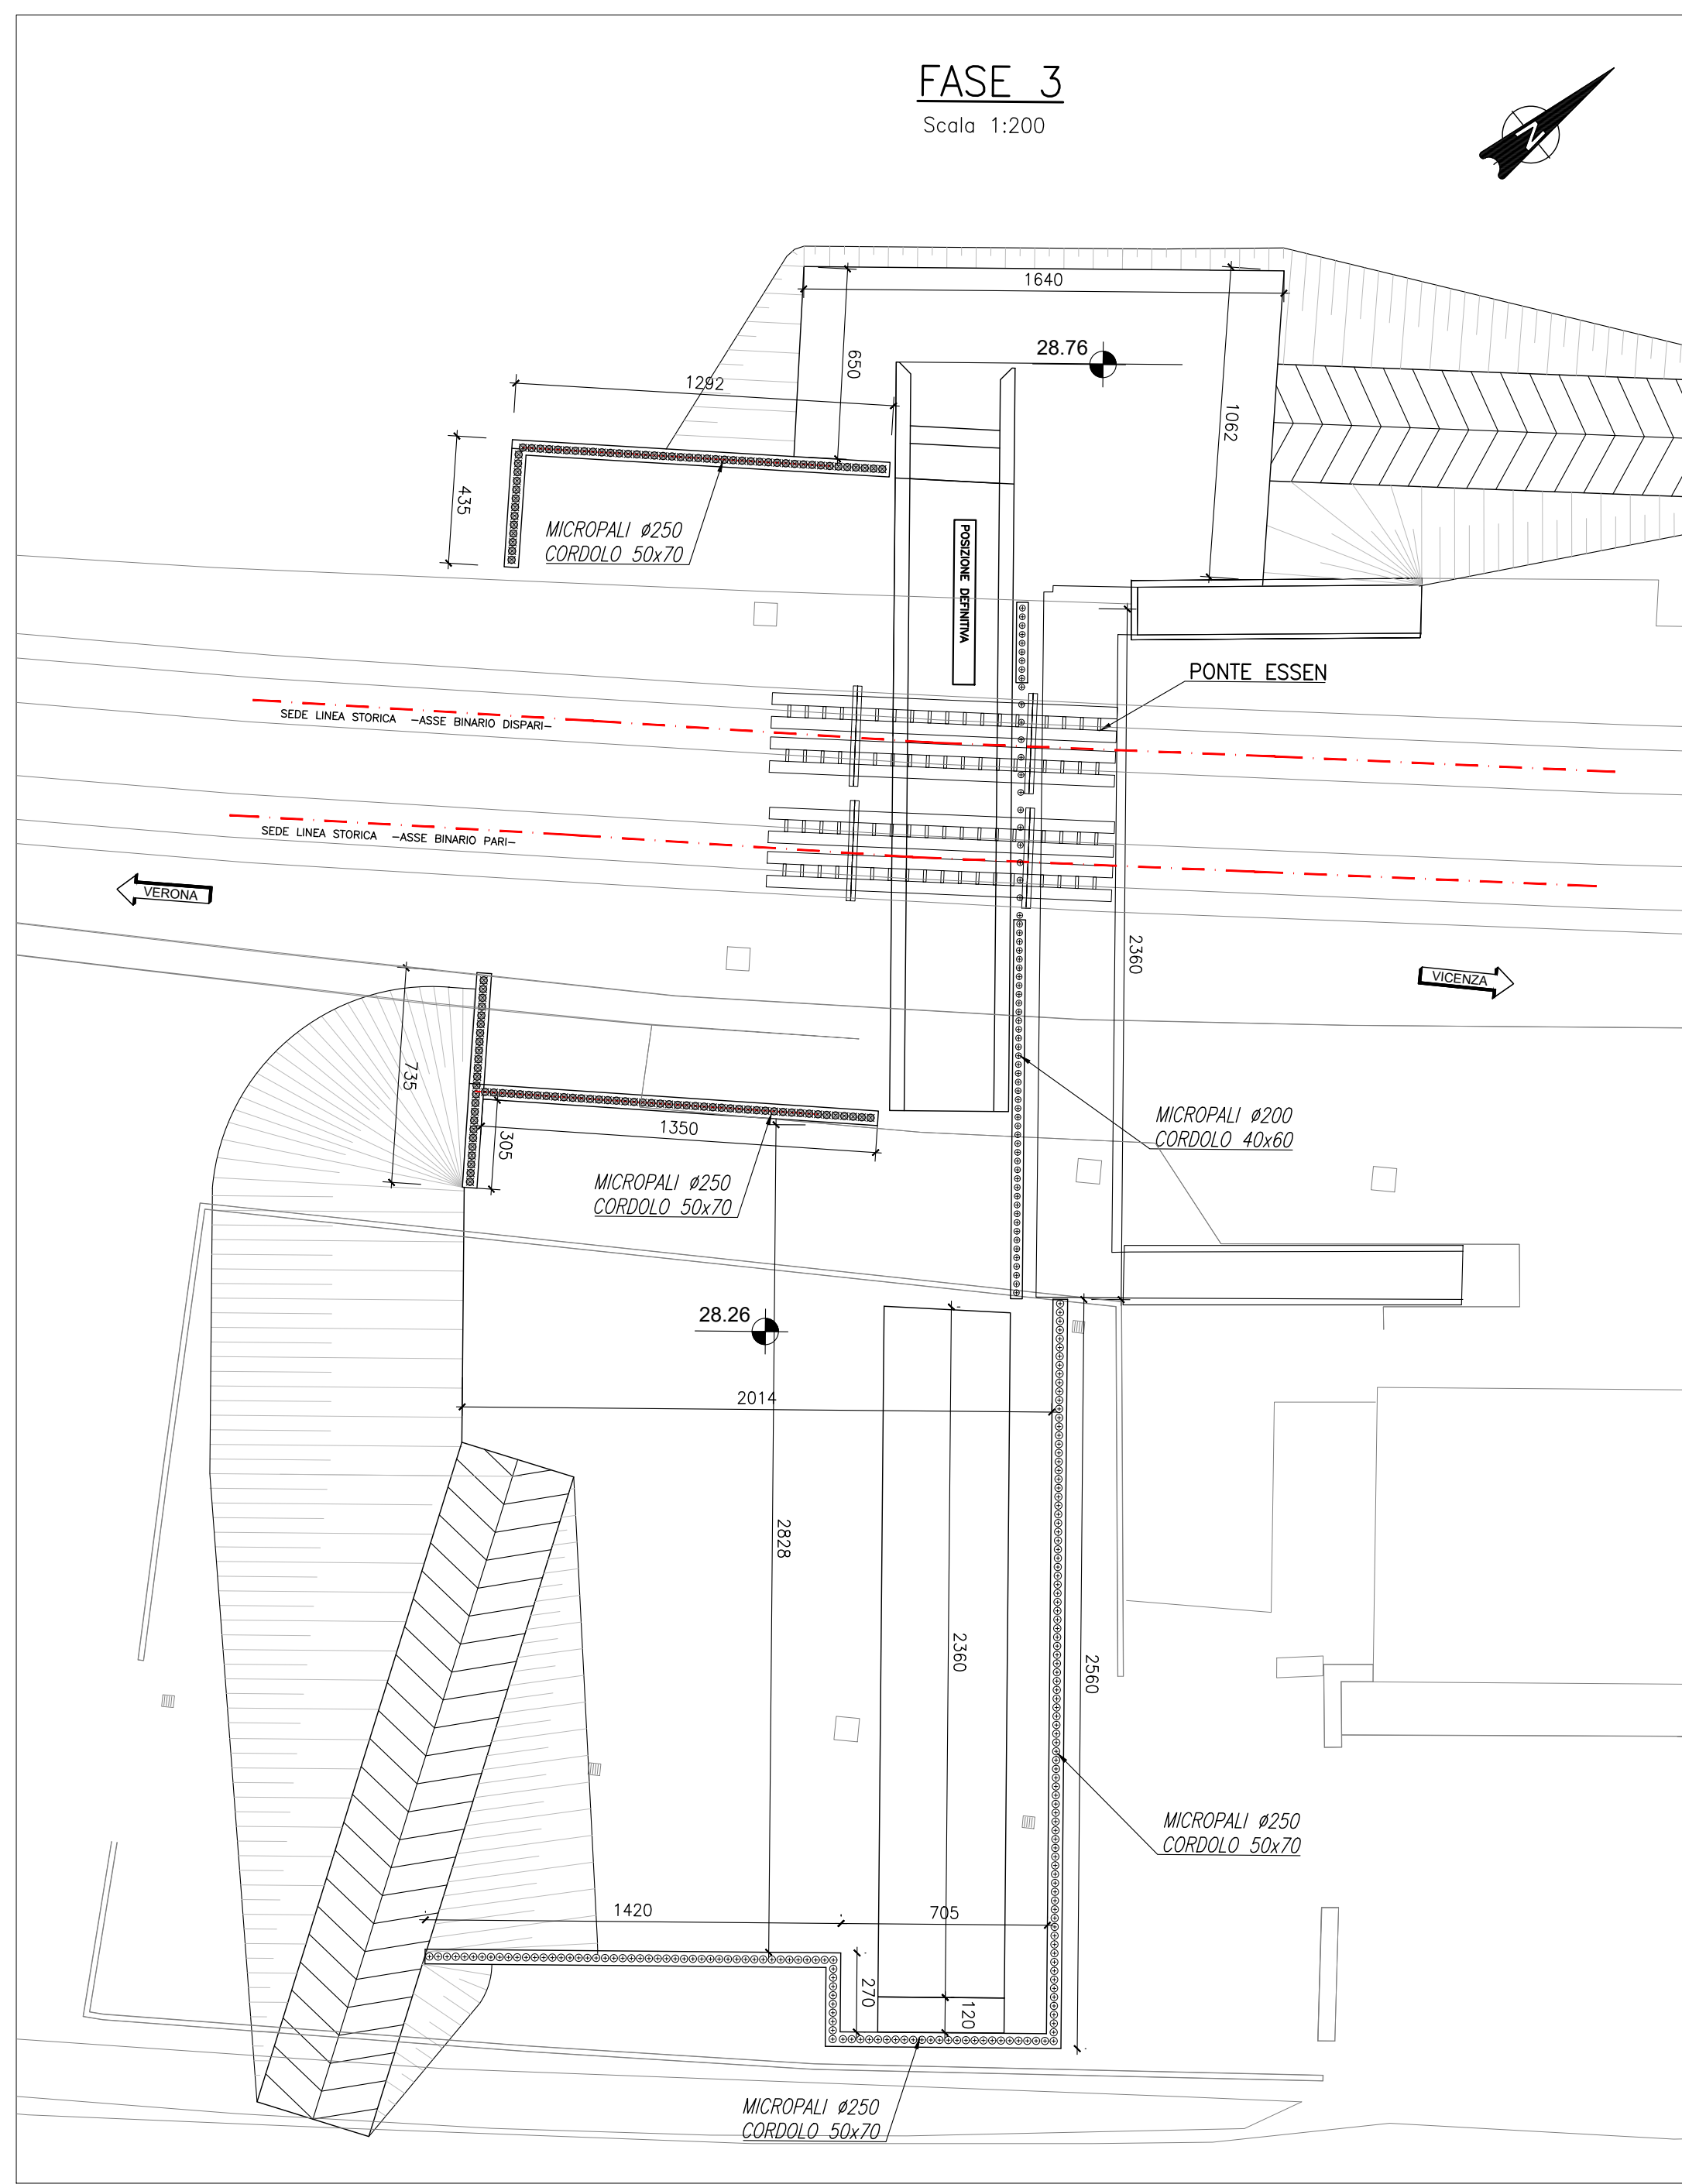 FASE 3
Scala 1:200
N
1640
28.76
650
1062
1292
435
MICROPALI ø250
CORDOLO 50x70
POSIZIONE DEFINITIVA
PONTE ESSEN
SEDE LINEA STORICA -ASSE BINARIO DISPARI-
SEDE LINEA STORICA -ASSE BINARIO PARI-
VERONA
2360
VICENZA
735
305
1350
MICROPALI ø200
CORDOLO 40x60
MICROPALI ø250
CORDOLO 50x70
28.26
2014
2828
2360
2560
MICROPALI ø250
CORDOLO 50x70
1420
705
270
120
MICROPALI ø250
CORDOLO 50x70